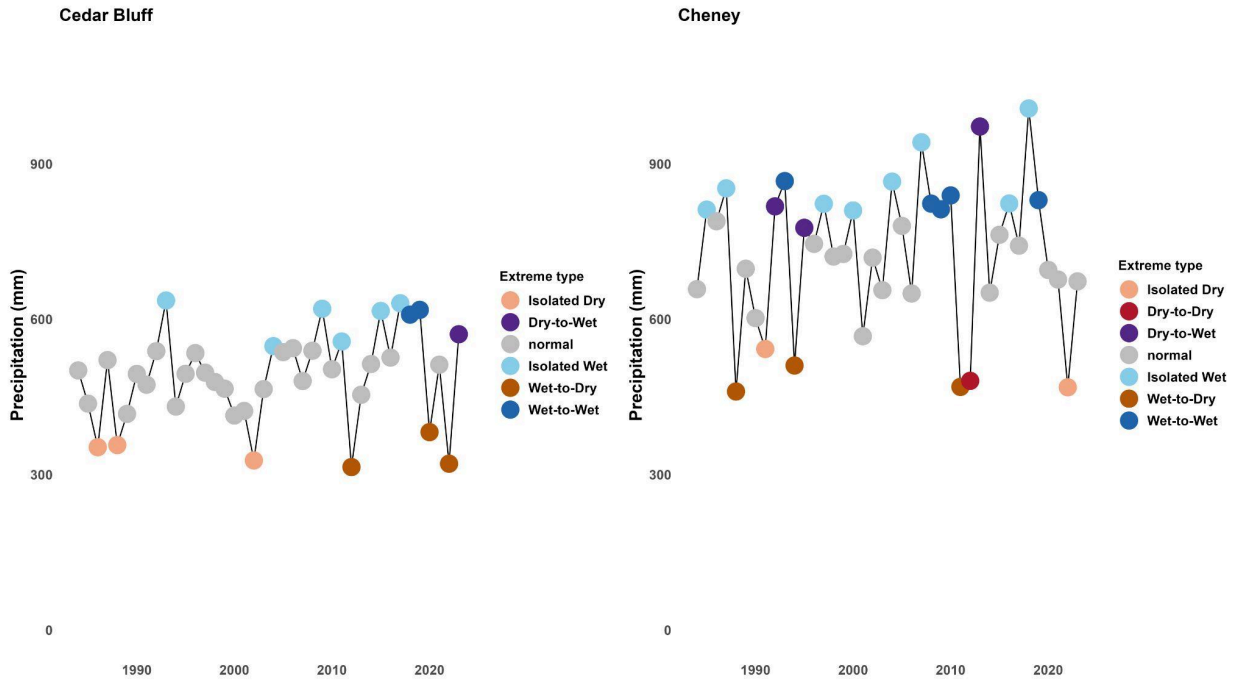 Cedar Bluff
Precipitation (mm)
900
600
300
0
1990 2000 2010 2020
Extreme type
Isolated Dry
Dry-to-Wet
normal
Isolated Wet
Wet-to-Dry
Wet-to-Wet
Cheney
Precipitation (mm)
900
600
300
0
1990 2000 2010 2020
Extreme type
Isolated Dry
Dry-to-Dry
Dry-to-Wet
normal
Isolated Wet
Wet-to-Dry
Wet-to-Wet